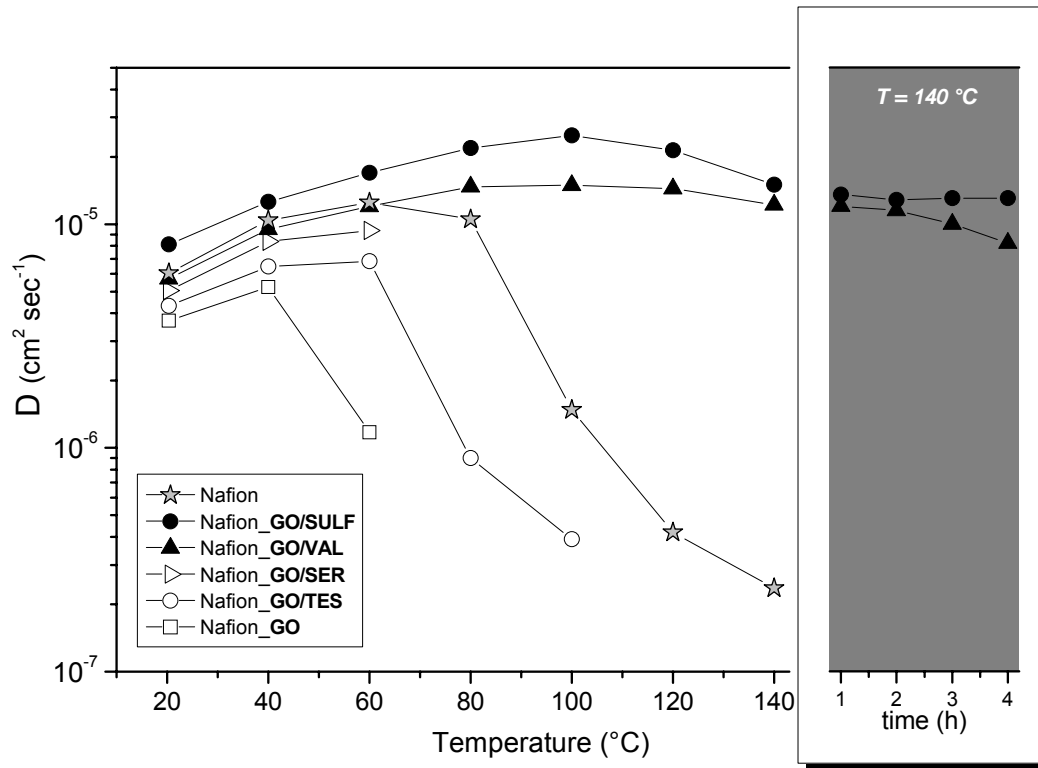 T = 140 °C
D (cm² sec⁻¹)
10⁻⁵
10⁻⁶
10⁻⁷
Nafion
Nafion_GO/SULF
Nafion_GO/VAL
Nafion_GO/SER
Nafion_GO/TES
Nafion_GO
20 40 60 80 100 120 140
Temperature (°C)
1 2 3 4
time (h)